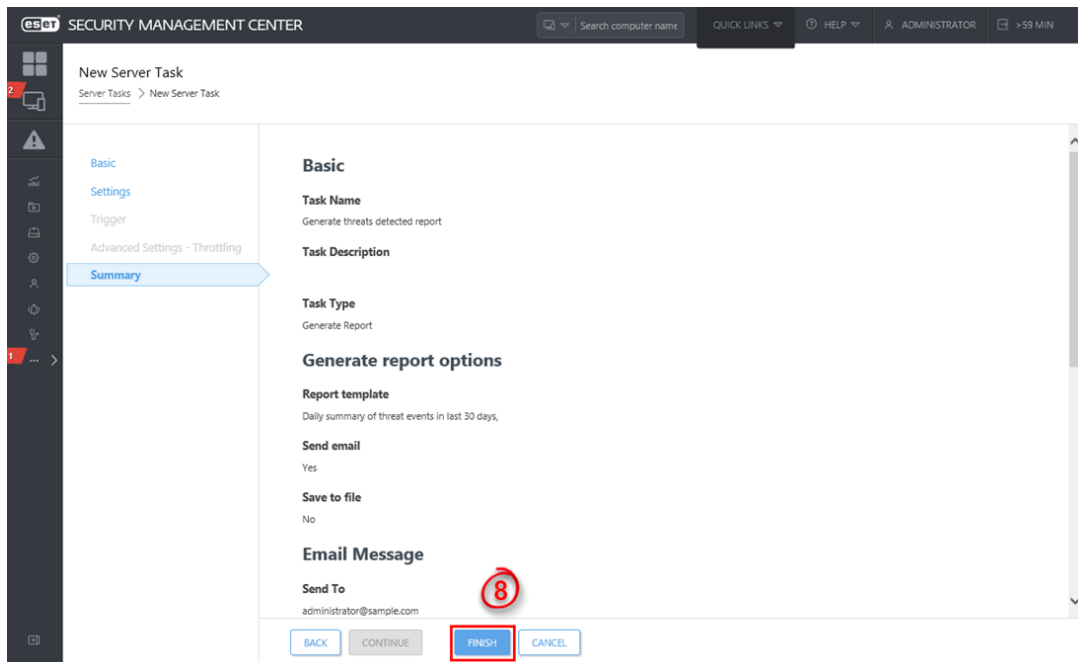 eset SECURITY MANAGEMENT CENTER
Search computer name
QUICK LINKS
HELP
ADMINISTRATOR
>59 MIN
New Server Task
Server Tasks > New Server Task
2
1
...
Basic
Settings
Trigger
Advanced Settings - Throttling
Summary
Basic
Task Name
Generate threats detected report
Task Description
Task Type
Generate Report
Generate report options
Report template
Daily summary of threat events in last 30 days,
Send email
Yes
Save to file
No
Email Message
Send To
administrator@sample.com
8
BACK
CONTINUE
FINISH
CANCEL